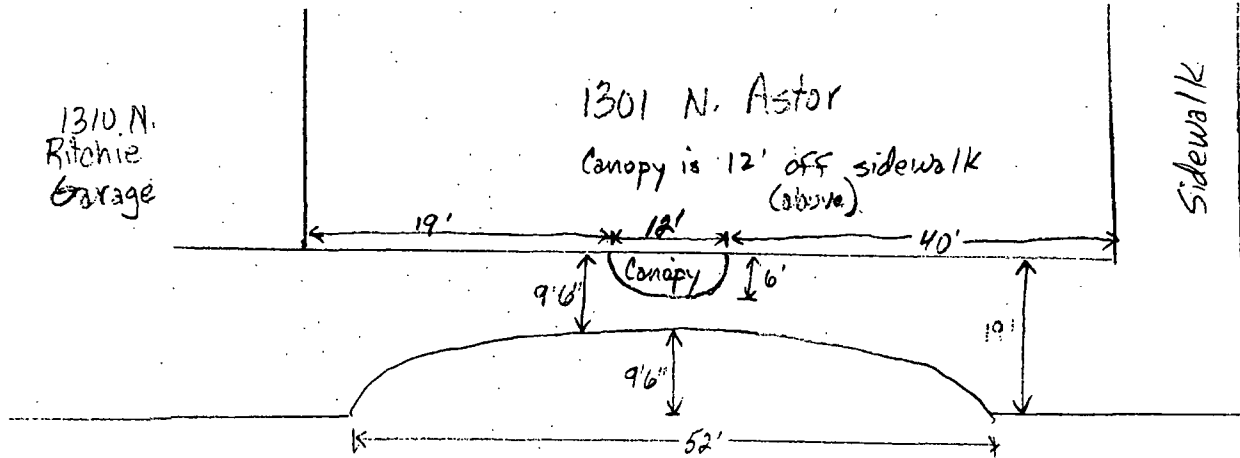 1310 N.
Ritchie
Garage
1301 N. Astor
Canopy is 12' off sidewalk
(above)
Sidewalk
19'
12'
40'
Canopy
6'
9'6"
19'
9'6"
52'